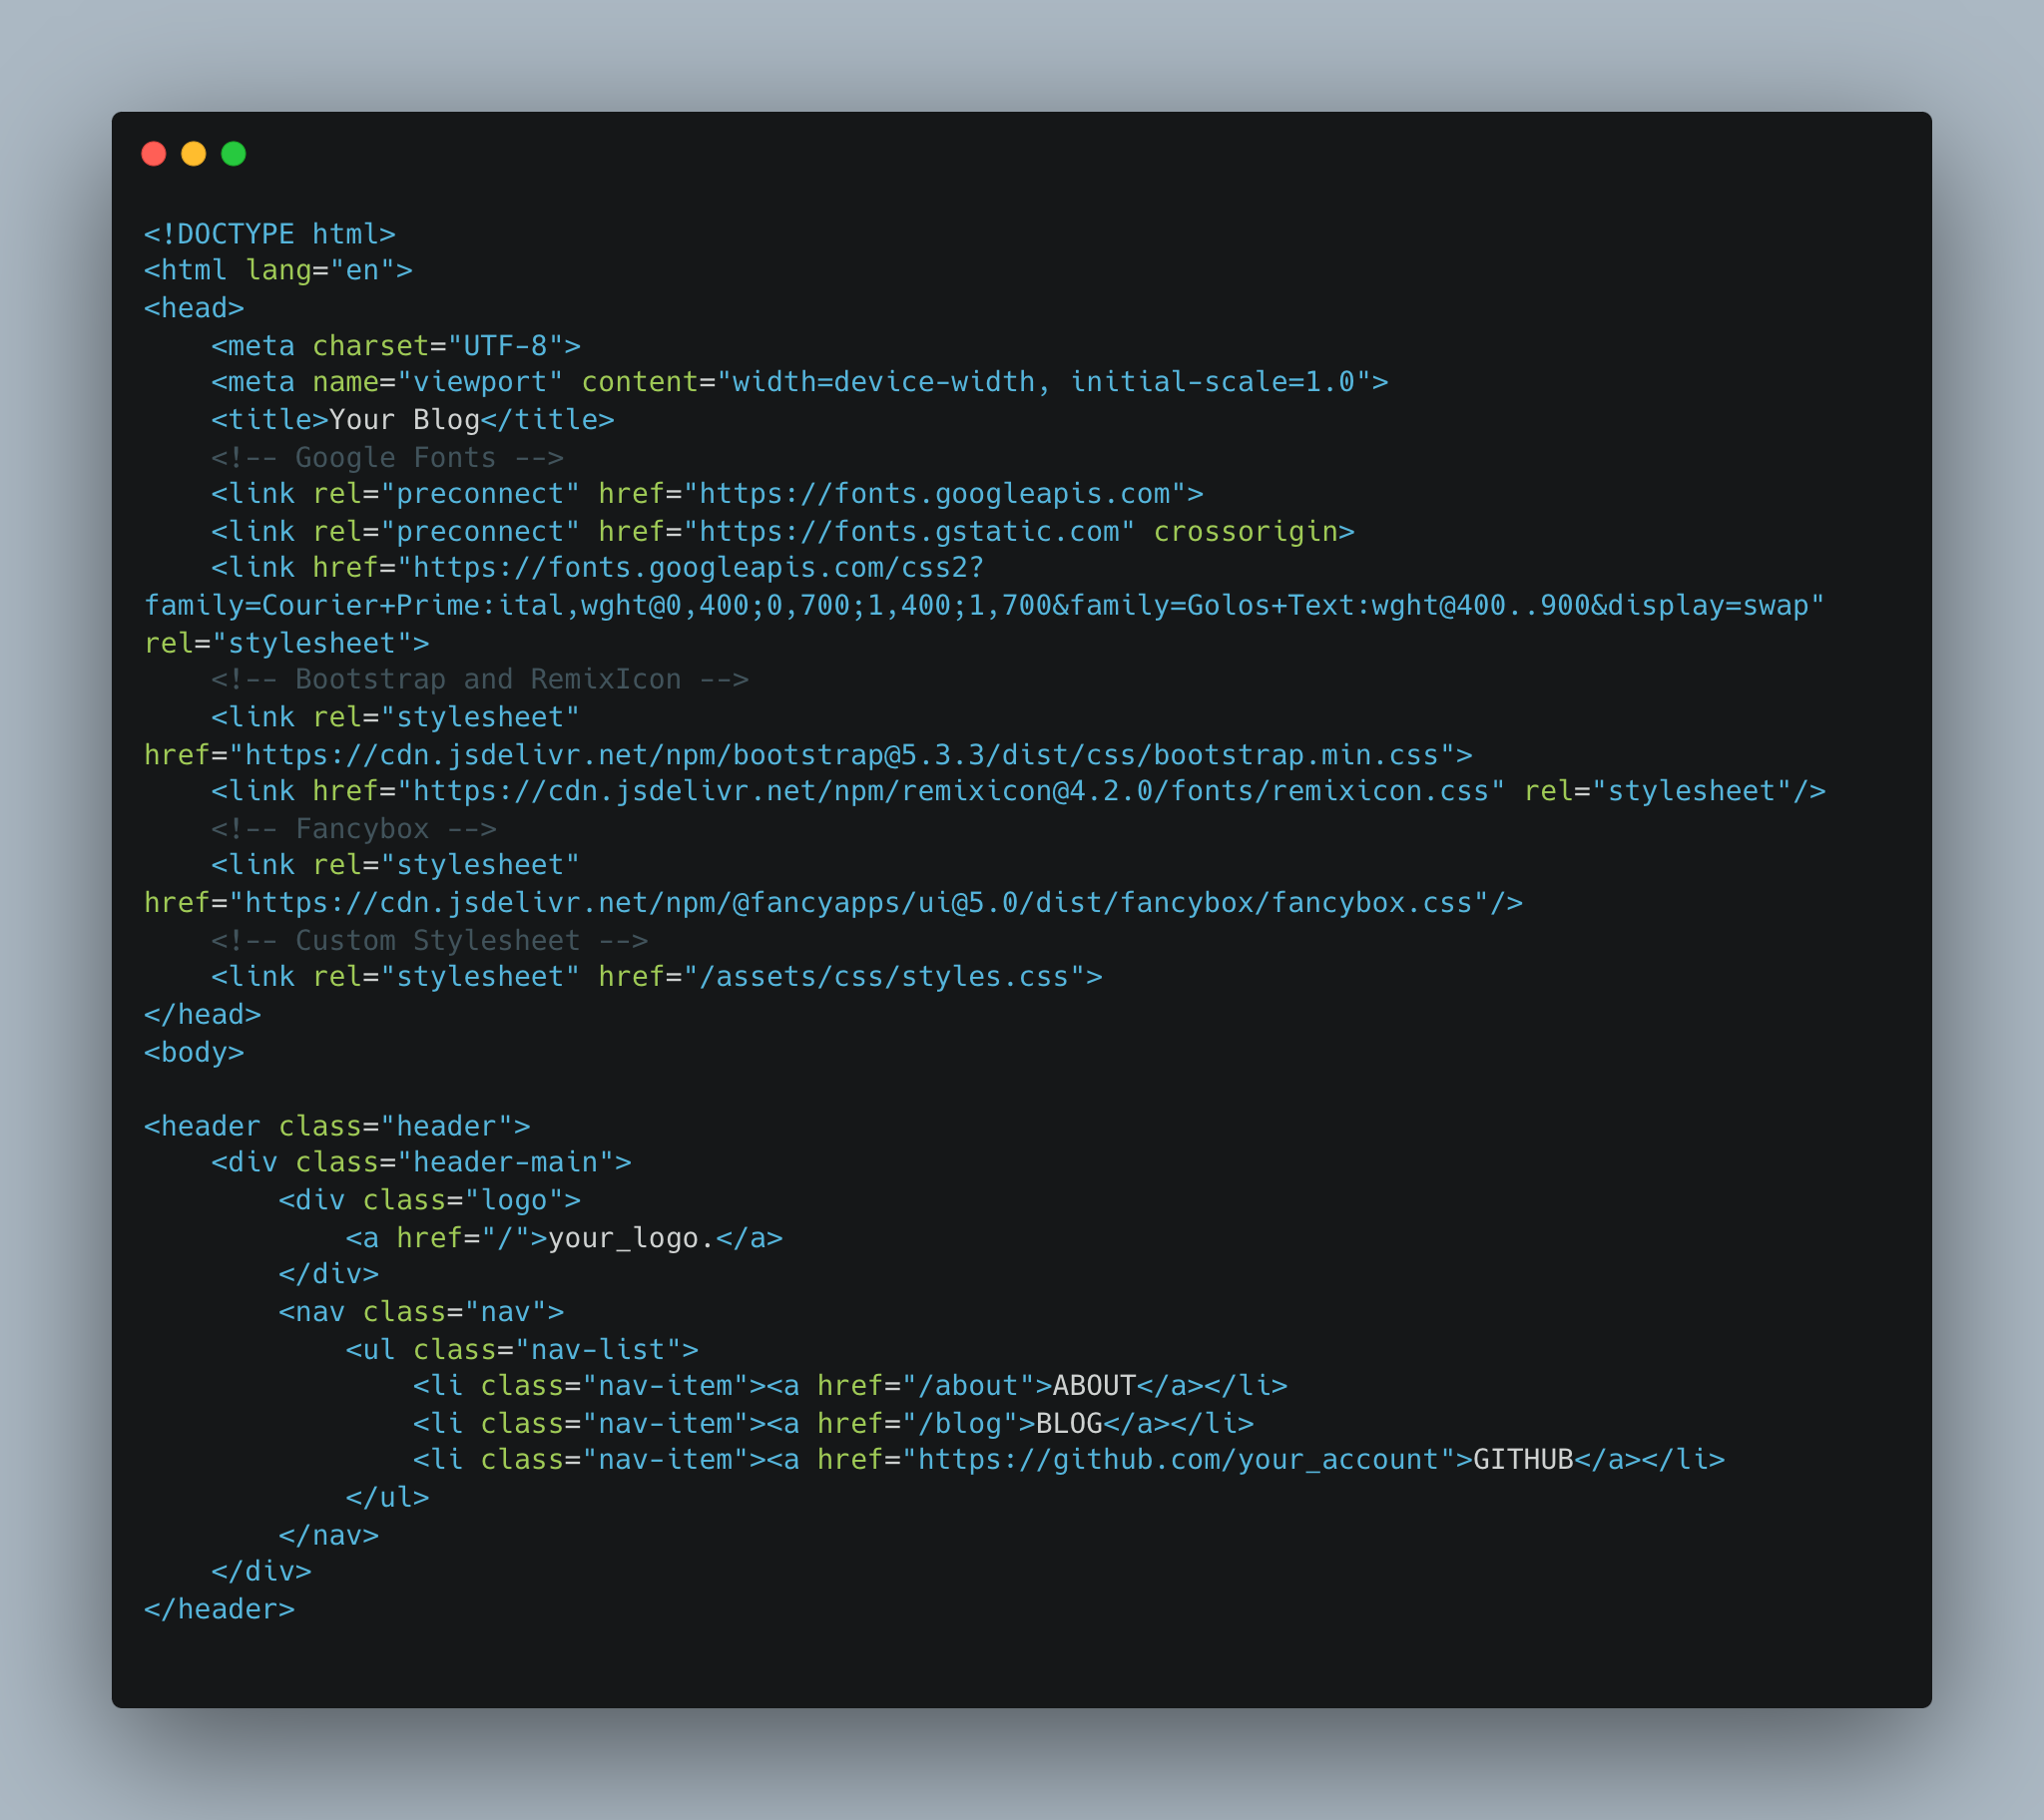 <!DOCTYPE html>
<html lang="en">
<head>
    <meta charset="UTF-8">
    <meta name="viewport" content="width=device-width, initial-scale=1.0">
    <title>Your Blog</title>
    <!-- Google Fonts -->
    <link rel="preconnect" href="https://fonts.googleapis.com">
    <link rel="preconnect" href="https://fonts.gstatic.com" crossorigin>
    <link href="https://fonts.googleapis.com/css2?
family=Courier+Prime:ital,wght@0,400;0,700;1,400;1,700&family=Golos+Text:wght@400..900&display=swap"
rel="stylesheet">
    <!-- Bootstrap and RemixIcon -->
    <link rel="stylesheet"
href="https://cdn.jsdelivr.net/npm/bootstrap@5.3.3/dist/css/bootstrap.min.css">
    <link href="https://cdn.jsdelivr.net/npm/remixicon@4.2.0/fonts/remixicon.css" rel="stylesheet"/>
    <!-- Fancybox -->
    <link rel="stylesheet"
href="https://cdn.jsdelivr.net/npm/@fancyapps/ui@5.0/dist/fancybox/fancybox.css"/>
    <!-- Custom Stylesheet -->
    <link rel="stylesheet" href="/assets/css/styles.css">
</head>
<body>

<header class="header">
    <div class="header-main">
        <div class="logo">
            <a href="/">your_logo.</a>
        </div>
        <nav class="nav">
            <ul class="nav-list">
                <li class="nav-item"><a href="/about">ABOUT</a></li>
                <li class="nav-item"><a href="/blog">BLOG</a></li>
                <li class="nav-item"><a href="https://github.com/your_account">GITHUB</a></li>
            </ul>
        </nav>
    </div>
</header>